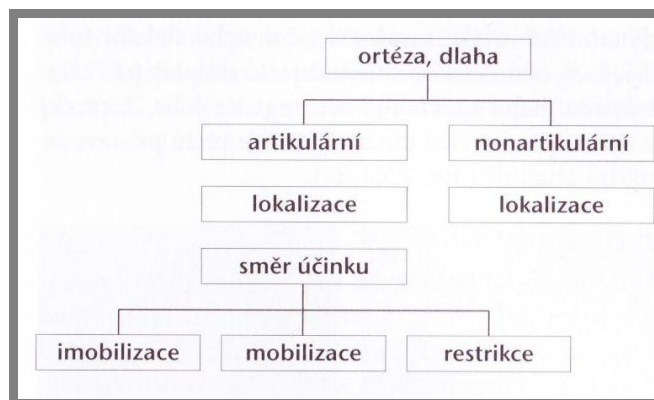 ortéza, dlaha
artikulární
nonartikulární
lokalizace
lokalizace
směr účinku
imobilizace
mobilizace
restrikce